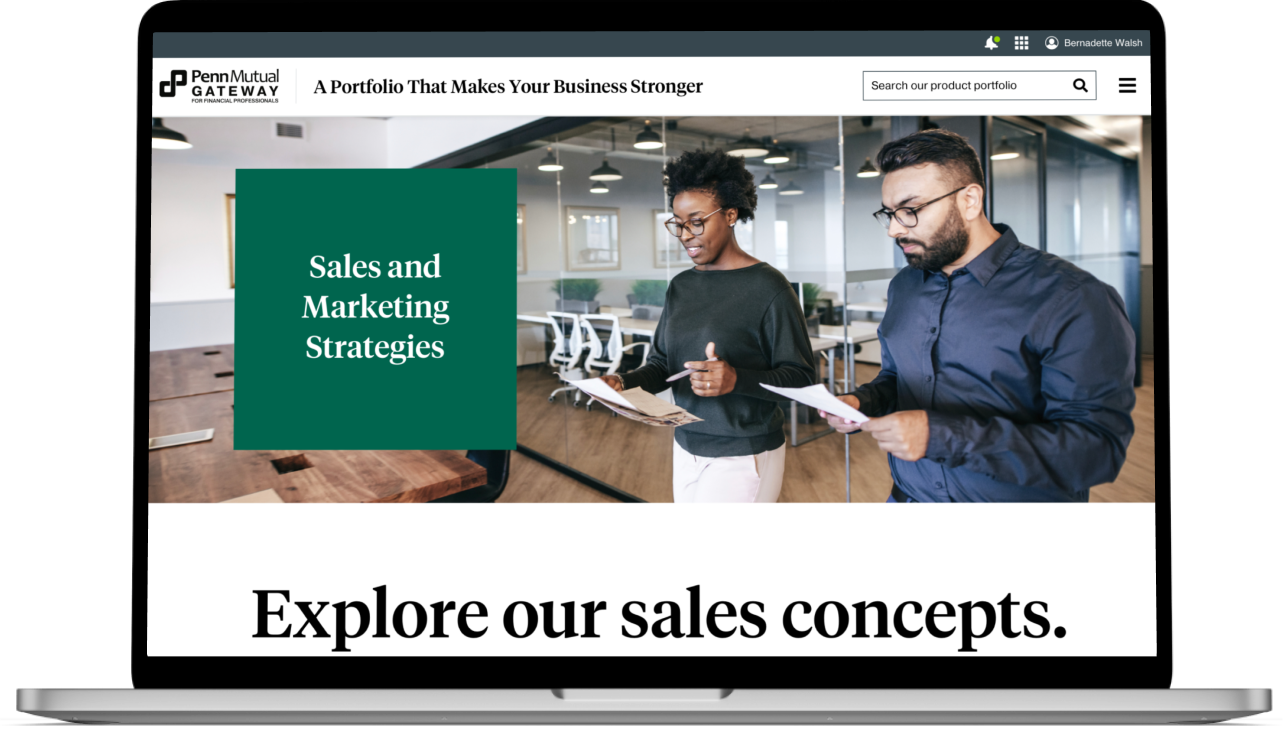 Bernadette Walsh
PennMutual
GATEWAY
FOR FINANCIAL PROFESSIONALS
A Portfolio That Makes Your Business Stronger
Search our product portfolio
Sales and
Marketing
Strategies
Explore our sales concepts.